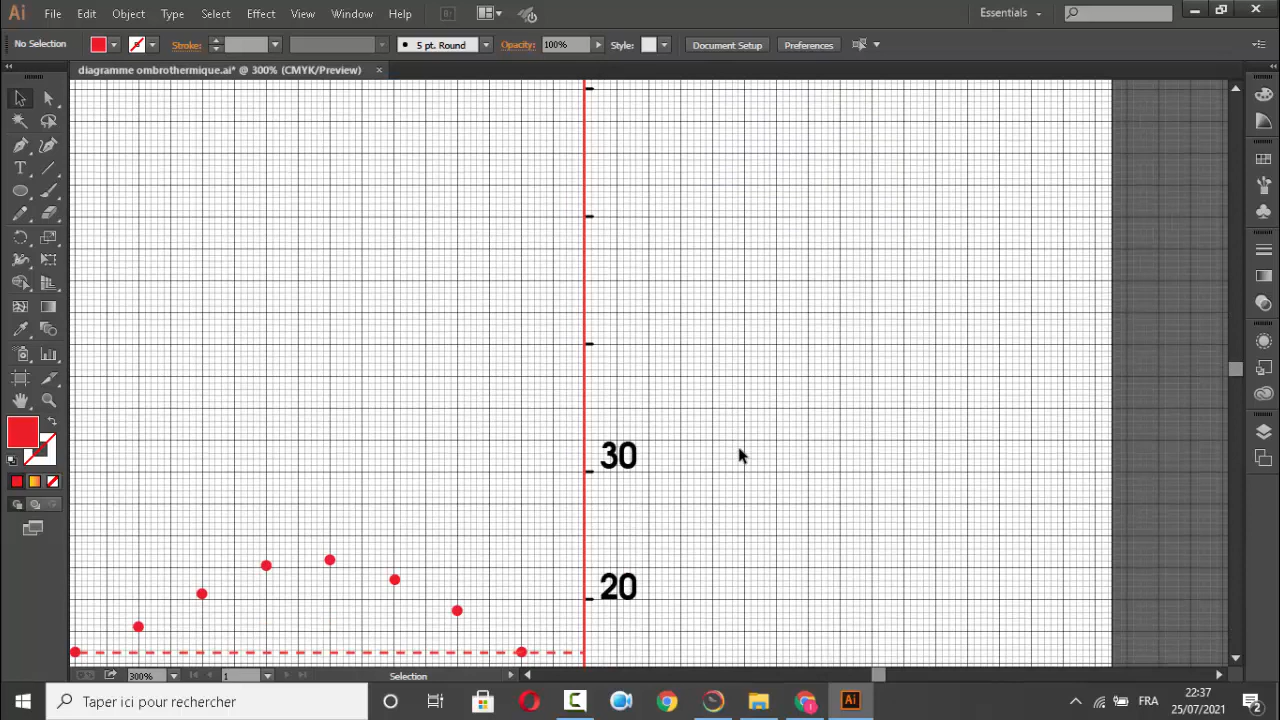 Ai File Edit Object Type Select Effect View Window Help Br Essentials
No Selection Stroke: 5 pt. Round Opacity: 100% Style: Document Setup Preferences
diagramme ombrothermique.ai* @ 300% (CMYK/Preview) ×
30
20
300% 1 Selection
Taper ici pour rechercher
FRA
22:37
25/07/2021
2